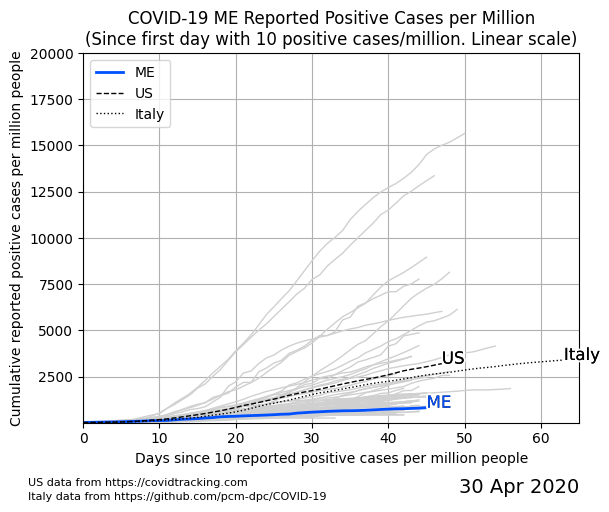 COVID-19 ME Reported Positive Cases per Million
(Since first day with 10 positive cases/million. Linear scale)
Cumulative reported positive cases per million people
20000
17500
15000
12500
10000
7500
5000
2500
ME
US
Italy
US
Italy
ME
0
10
20
30
40
50
60
Days since 10 reported positive cases per million people
US data from https://covidtracking.com
Italy data from https://github.com/pcm-dpc/COVID-19
30 Apr 2020